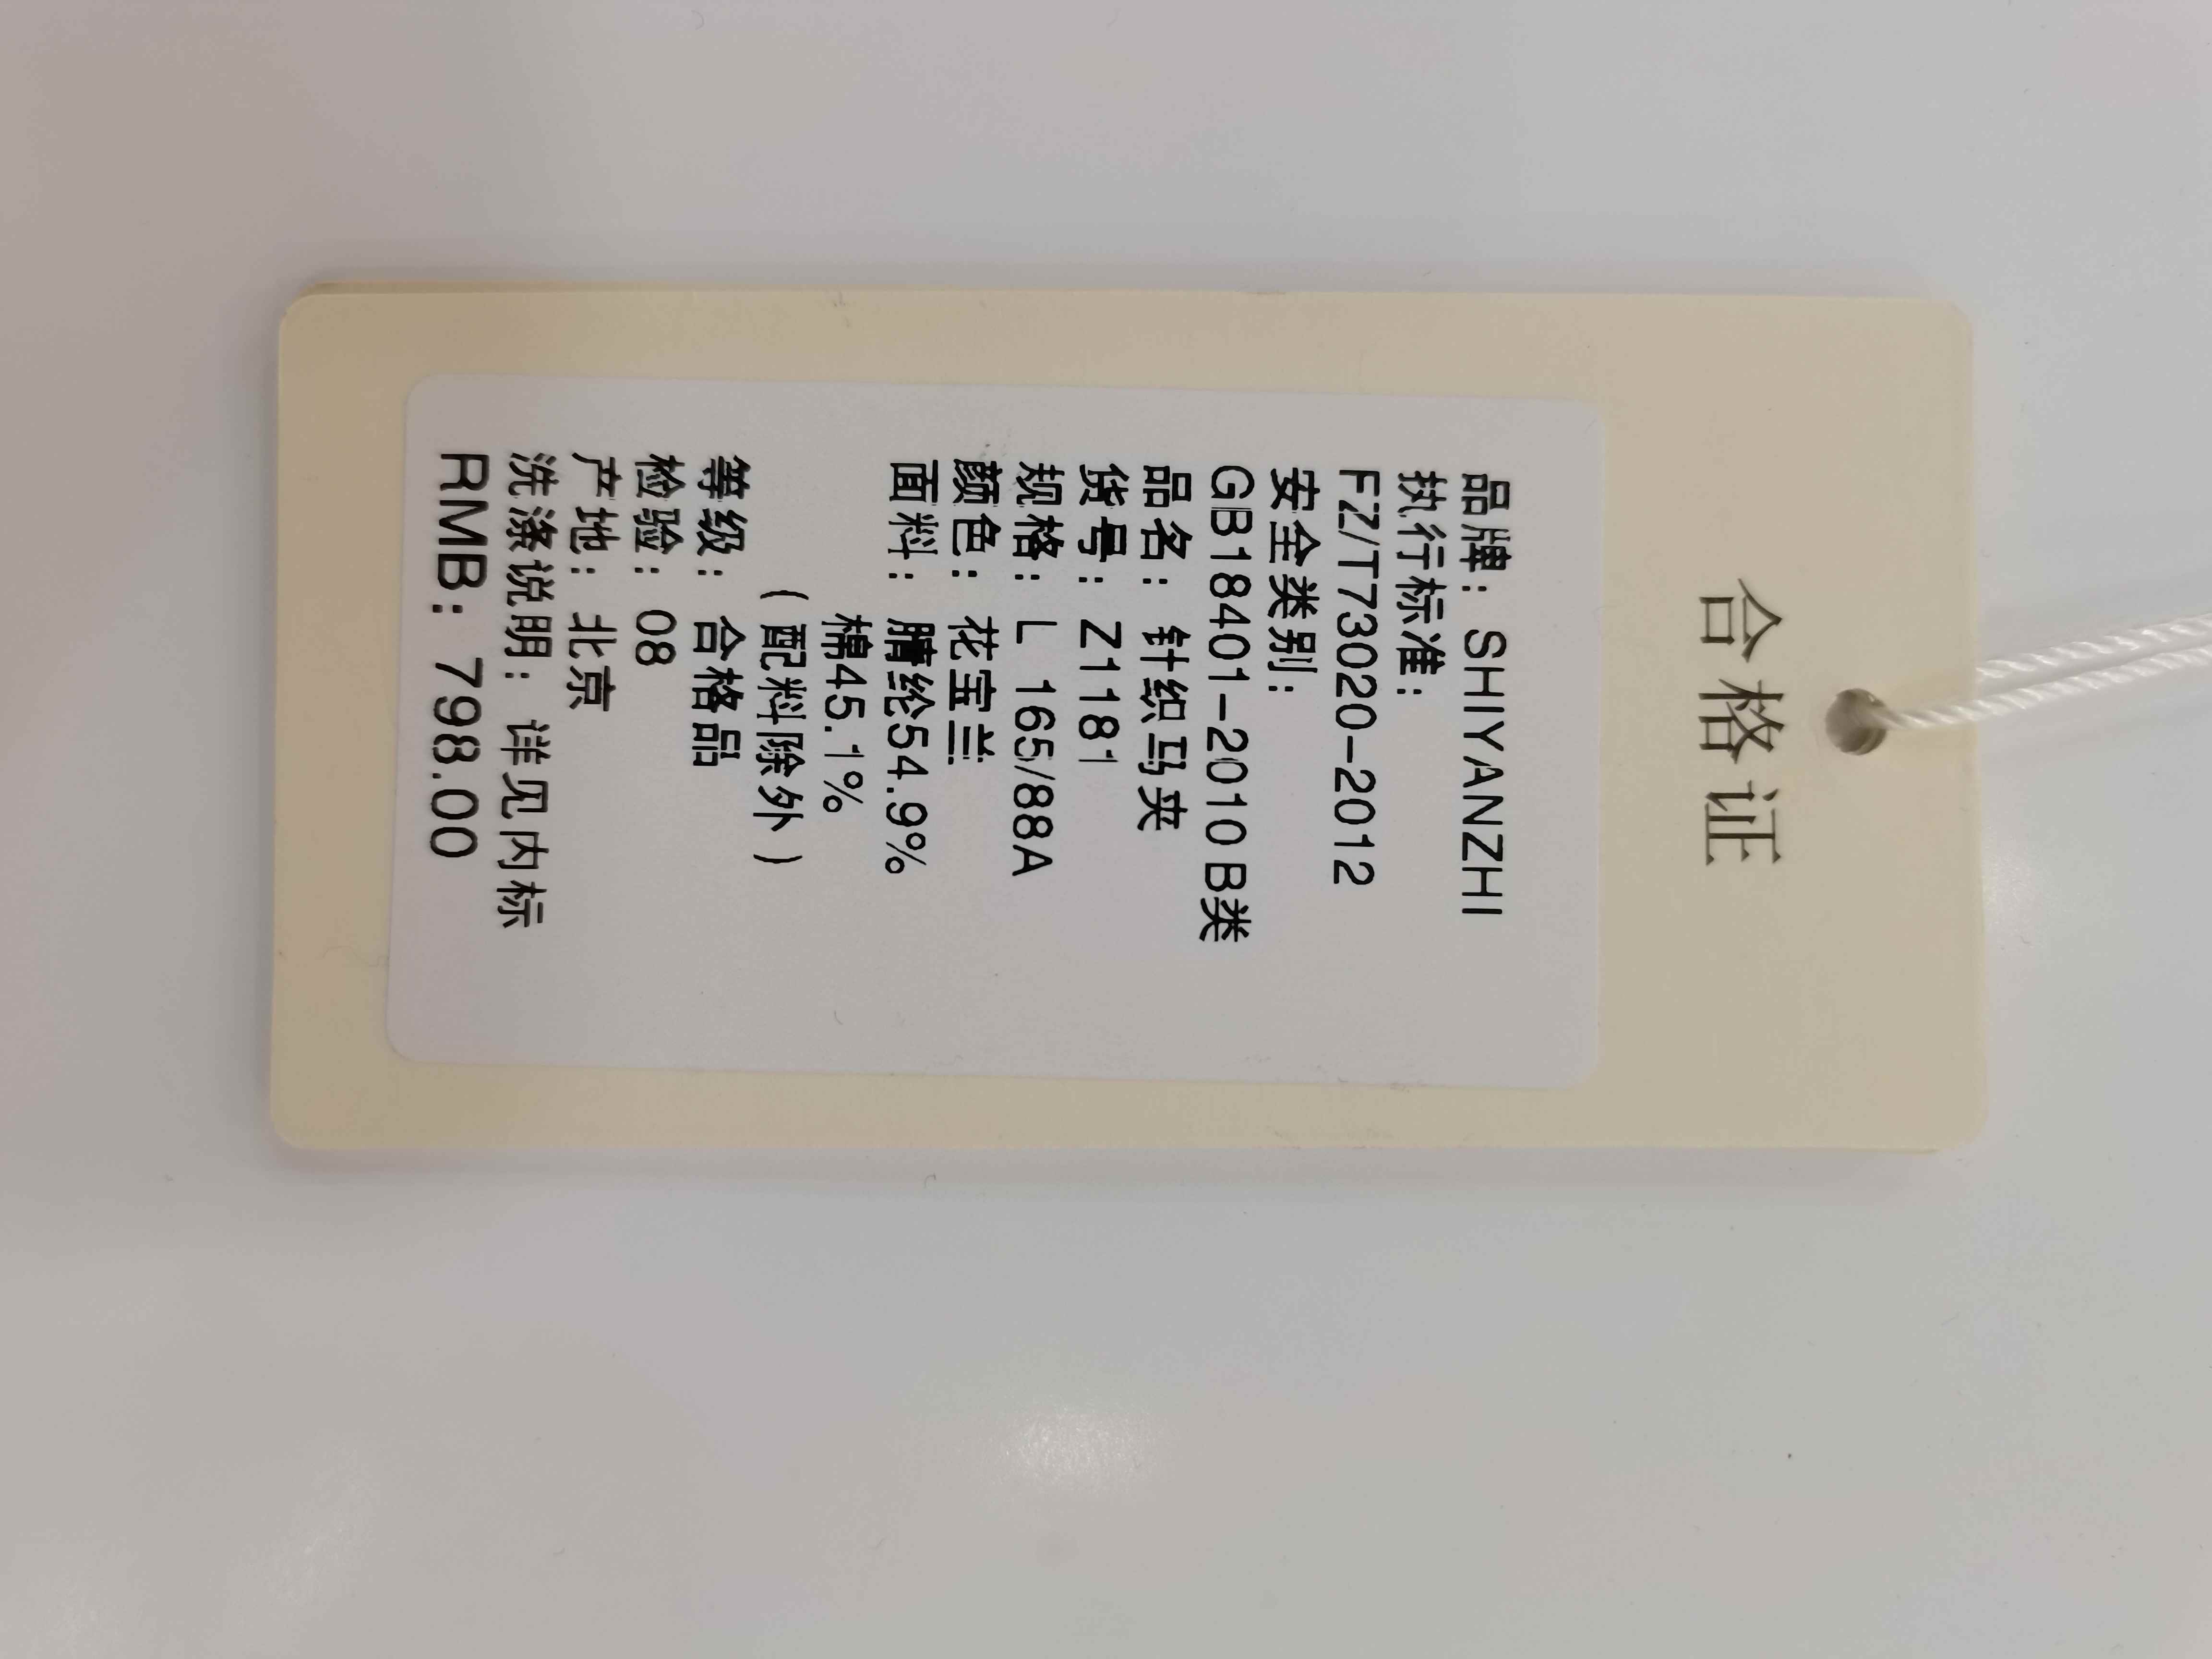 合格证
品牌: SHIYANZHI
执行标准:
FZ/T73020-2012
安全类别:
GB18401-2010 B类
品名: 针织马夹
货号: Z1181
规格: L 165/88A
颜色: 花宝兰
面料: 腈纶54.9%
棉45.1%
(配料除外)
等级: 合格品
检验: 08
产地: 北京
洗涤说明: 详见内标
RMB: 798.00